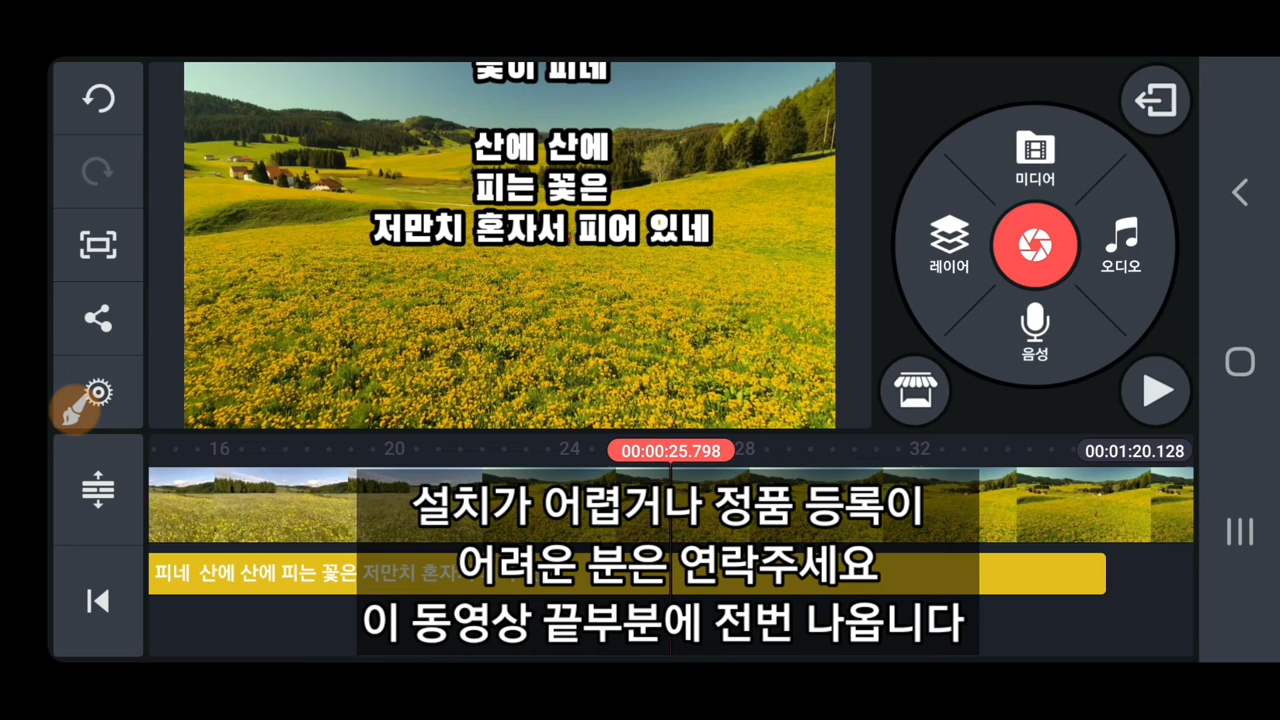 꽃이 피네
산에 산에
피는 꽃은
저만치 혼자서 피어 있네
미디어
레이어
오디오
음성
16
20
24
00:00:25.798
28
32
00:01:20.128
피네 산에 산에 피는 꽃은 저만치 혼자
설치가 어렵거나 정품 등록이
어려운 분은 연락주세요
이 동영상 끝부분에 전번 나옵니다